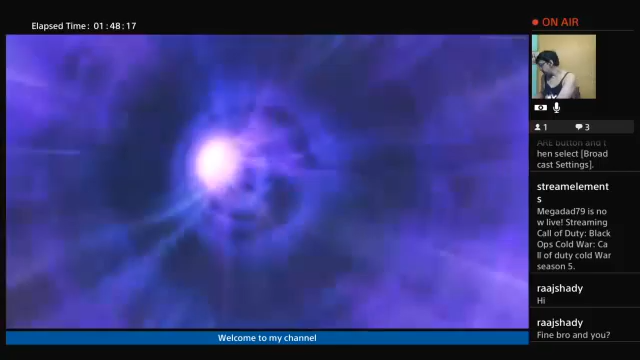 Elapsed Time: 01:48:17
ON AIR
1
3
ARE button and t
hen select [Broad
cast Settings].
streamelement
s
Megadad79 is no
w live! Streaming
Call of Duty: Black
Ops Cold War: Ca
ll of duty cold War
season 5.
raajshady
Hi
raajshady
Fine bro and you?
Welcome to my channel